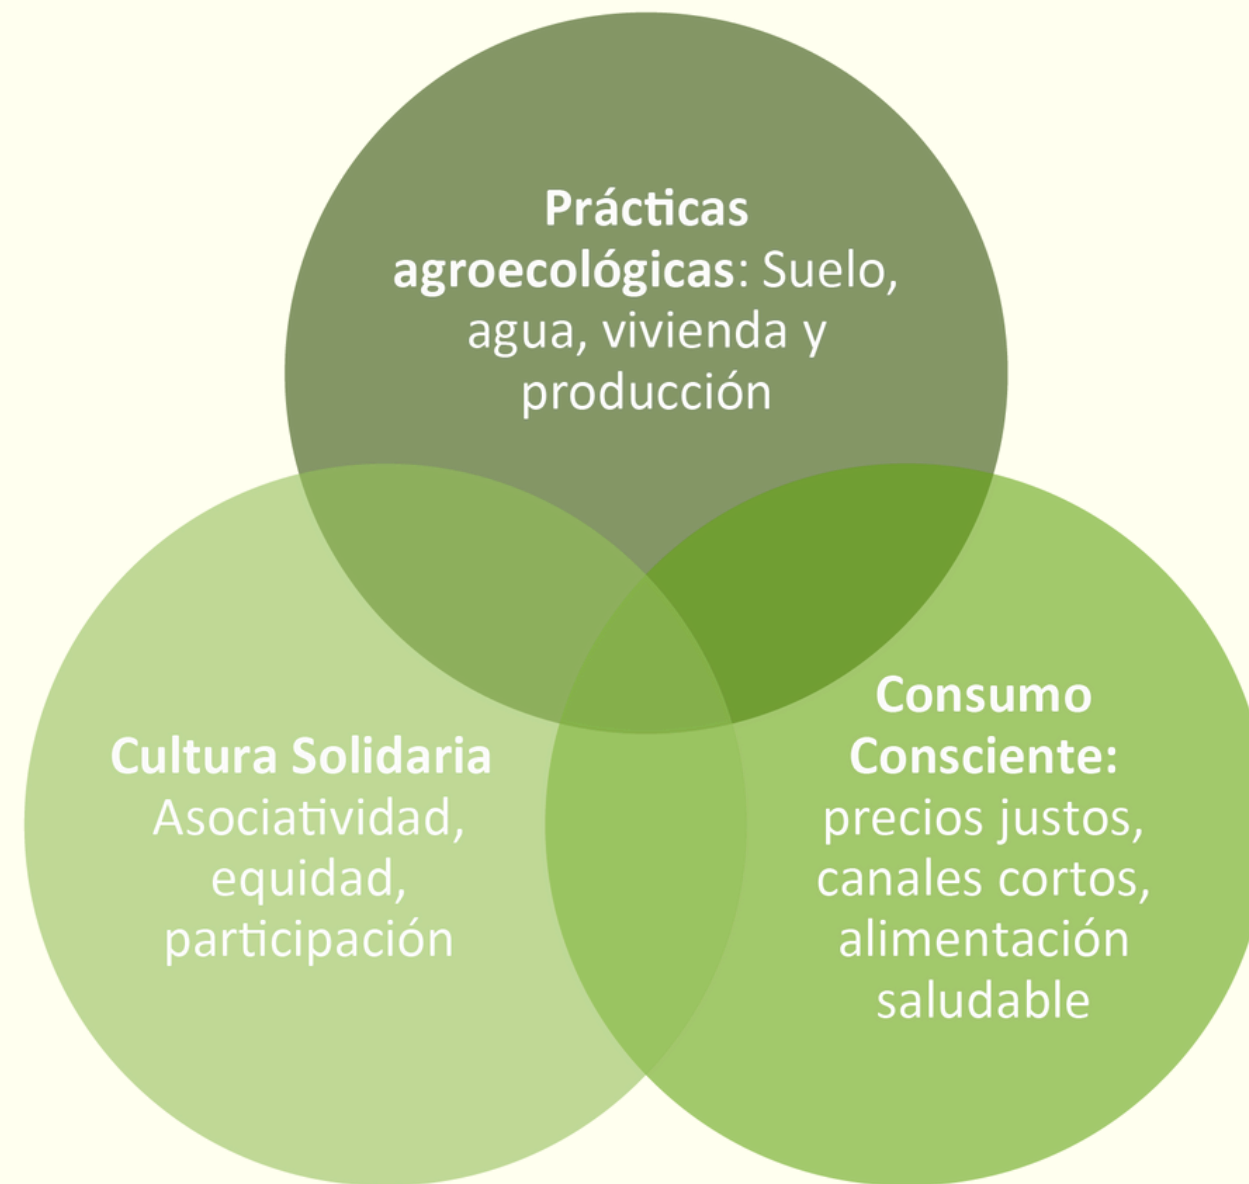 Prácticas
agroecológicas: Suelo,
agua, vivienda y
producción
Cultura Solidaria
Asociatividad,
equidad,
participación
Consumo
Consciente:
precios justos,
canales cortos,
alimentación
saludable